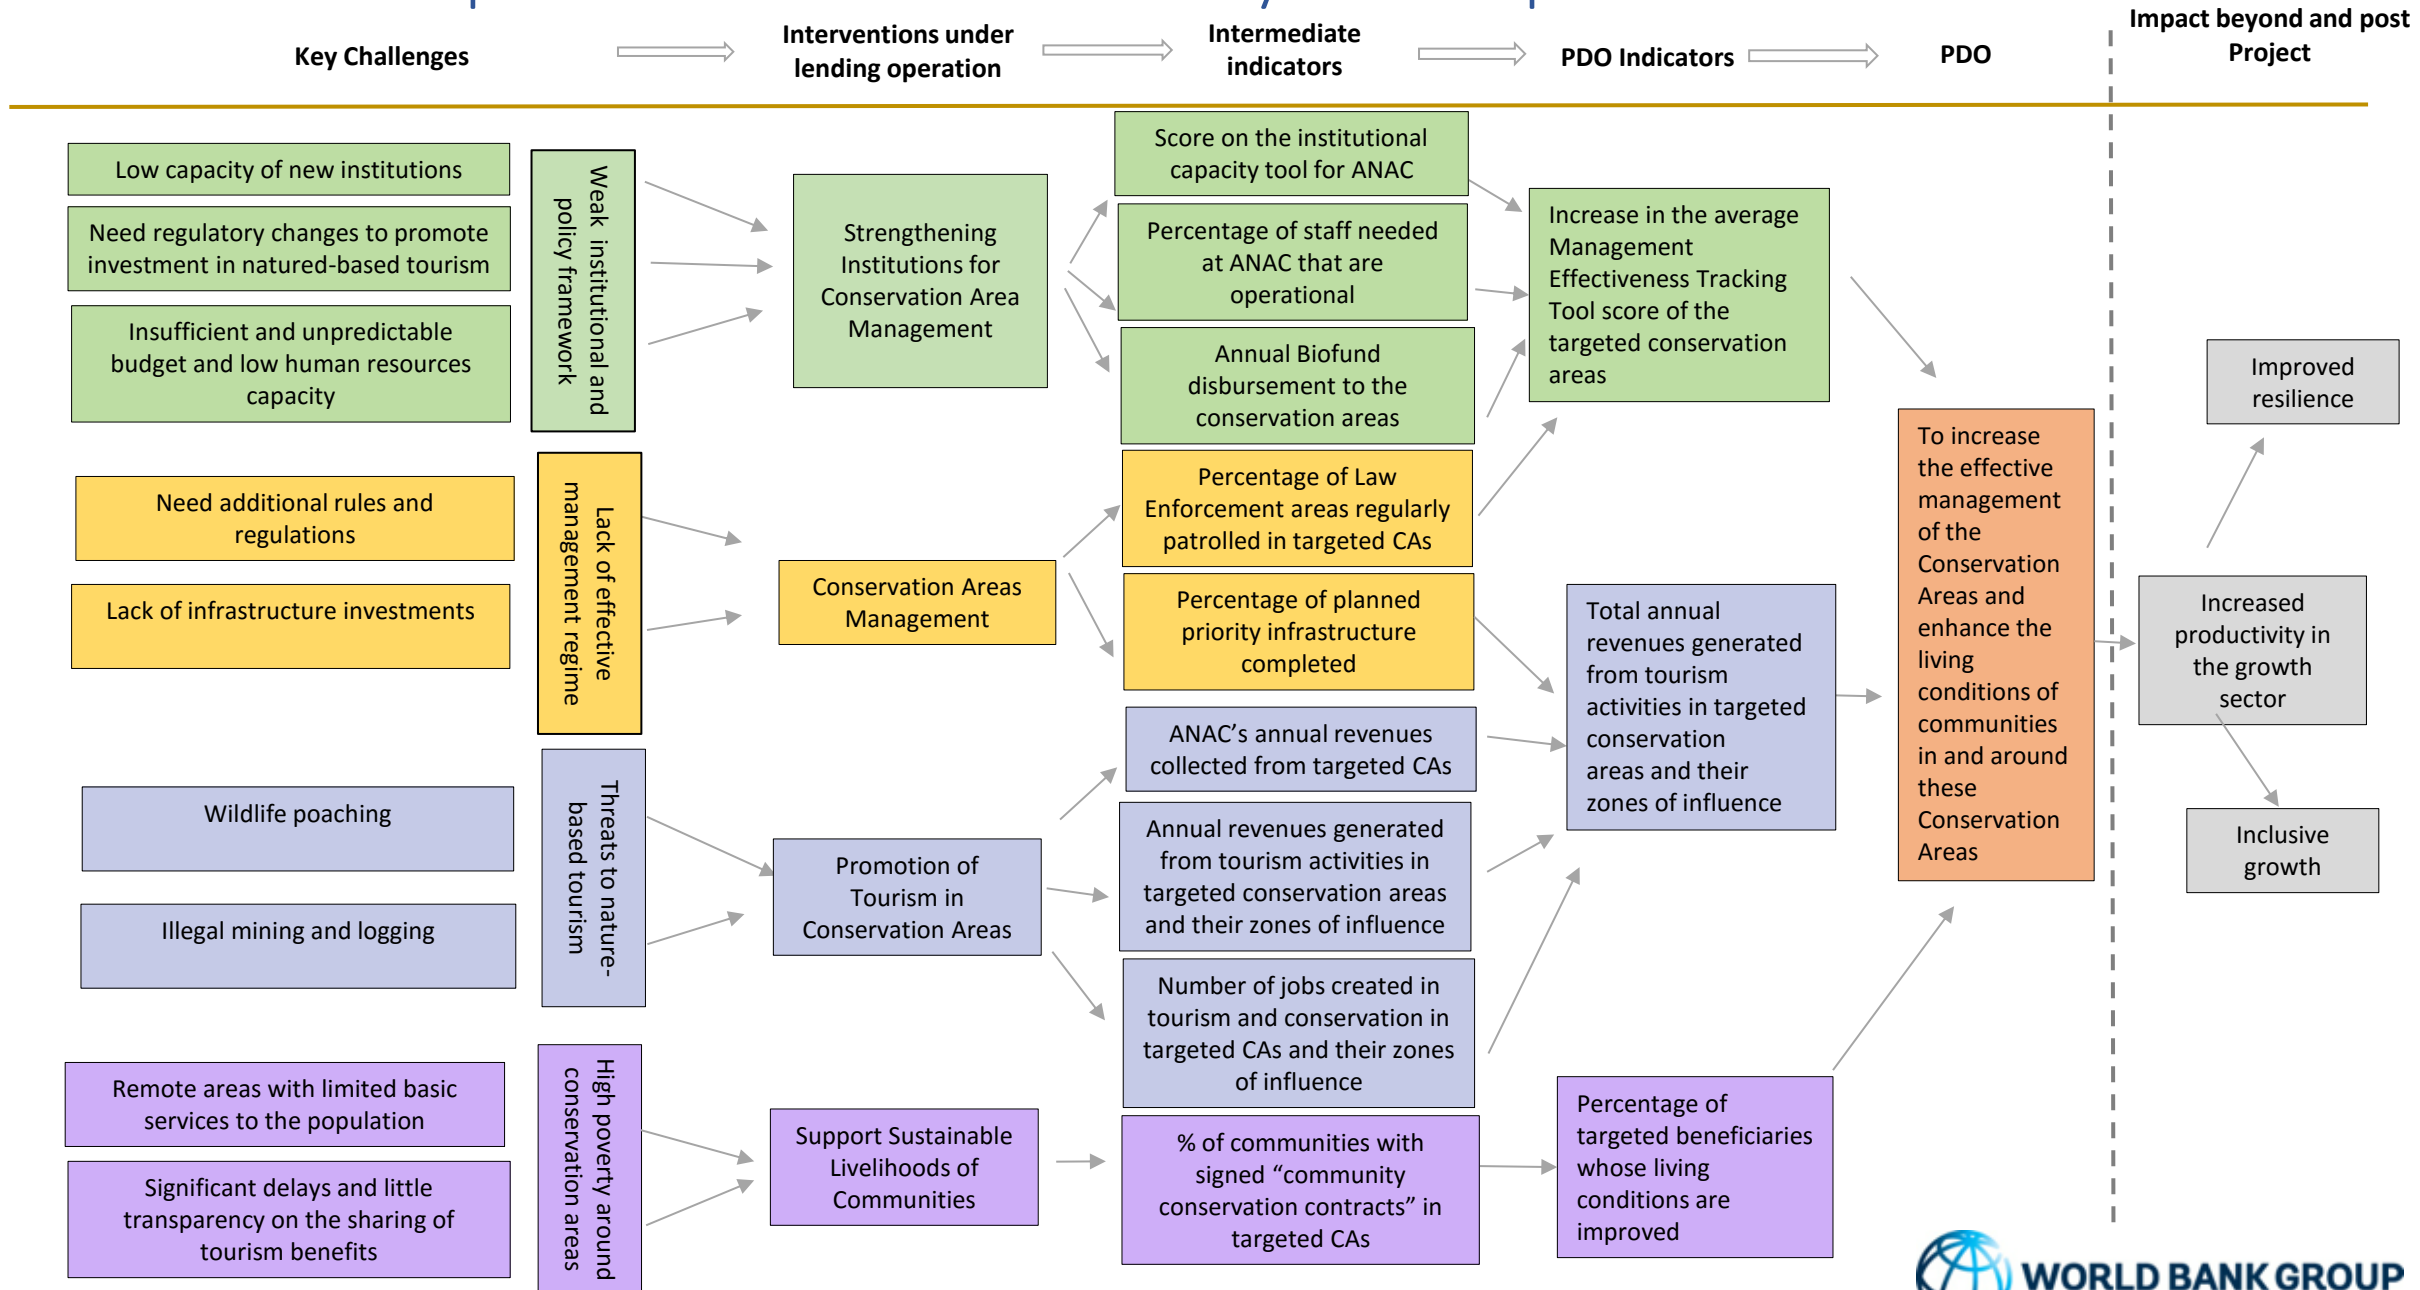 Key Challenges
Interventions under
lending operation
Intermediate
indicators
PDO Indicators
PDO
Impact beyond and post
Project
Low capacity of new institutions
Need regulatory changes to promote
investment in natured-based tourism
Insufficient and unpredictable
budget and low human resources
capacity
Weak institutional and
policy framework
Strengthening
Institutions for
Conservation Area
Management
Score on the institutional
capacity tool for ANAC
Percentage of staff needed
at ANAC that are
operational
Annual Biofund
disbursement to the
conservation areas
Increase in the average
Management
Effectiveness Tracking
Tool score of the
targeted conservation
areas
Need additional rules and
regulations
Lack of infrastructure investments
Lack of effective
management regime
Conservation Areas
Management
Percentage of Law
Enforcement areas regularly
patrolled in targeted CAs
Percentage of planned
priority infrastructure
completed
Wildlife poaching
Illegal mining and logging
Threats to nature-
based tourism
Promotion of
Tourism in
Conservation Areas
ANAC’s annual revenues
collected from targeted CAs
Annual revenues generated
from tourism activities in
targeted conservation areas
and their zones of influence
Number of jobs created in
tourism and conservation in
targeted CAs and their zones
of influence
Total annual
revenues generated
from tourism
activities in targeted
conservation
areas and their
zones of influence
Remote areas with limited basic
services to the population
Significant delays and little
transparency on the sharing of
tourism benefits
High poverty around
conservation areas
Support Sustainable
Livelihoods of
Communities
% of communities with
signed “community
conservation contracts” in
targeted CAs
Percentage of
targeted beneficiaries
whose living
conditions are
improved
To increase
the effective
management
of the
Conservation
Areas and
enhance the
living
conditions of
communities
in and around
these
Conservation
Areas
Improved
resilience
Increased
productivity in
the growth
sector
Inclusive
growth
WORLD BANK GROUP